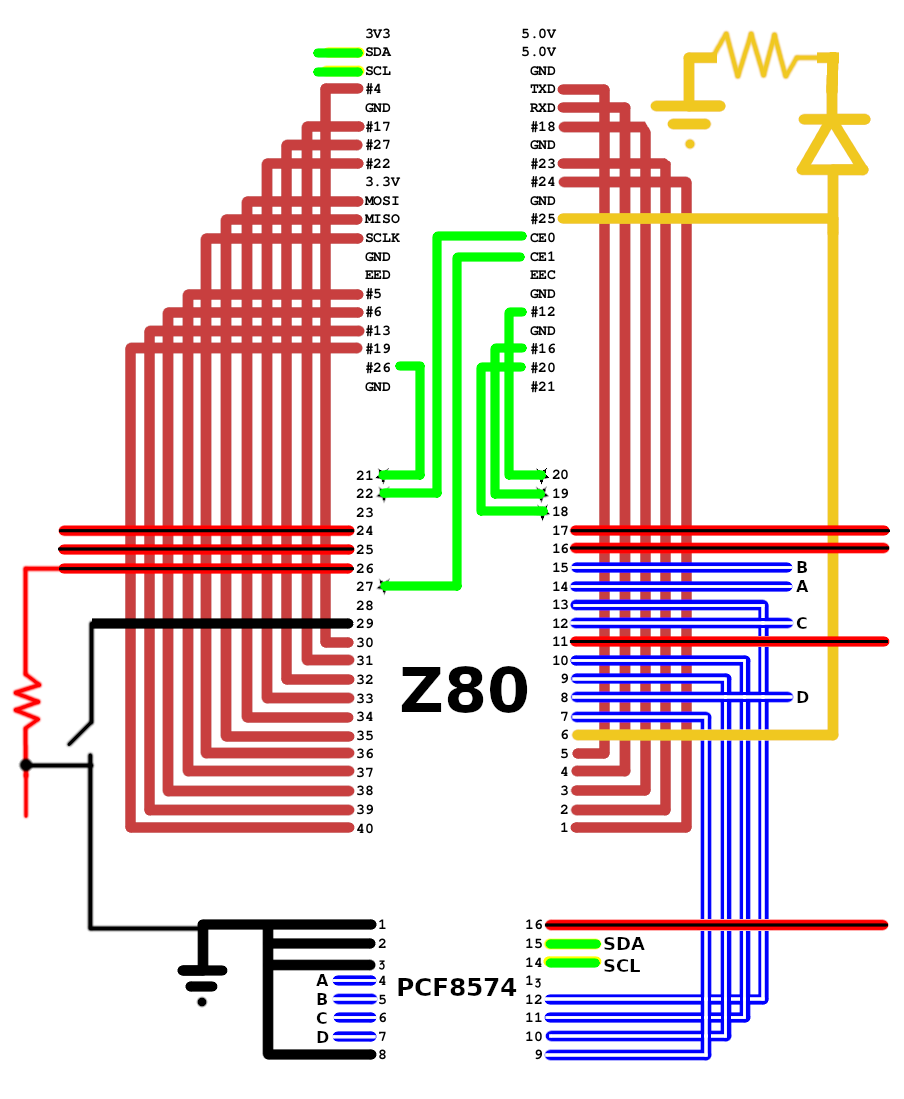 3V3 5.0V
SDA 5.0V
SCL GND
#4 TXD
GND RXD
#17 #18
#27 GND
#22 #23
3.3V #24
MOSI GND
MISO #25
SCLK CE0
GND CE1
EED EEC
#5 GND
#6 #12
#13 GND
#19 #16
#26 #20
GND #21
21 20
22 19
23 18
24 17
25 16
26 15 B
27 14 A
28 13
29 12 C
30 11
31 10
32 9
33 8 D
34 7
35 6
36 5
37 4
38 3
39 2
40 1
Z80
1 16
2 15 SDA
3 14 SCL
A 4 13
B 5 12
C 6 11
D 7 10
8 9
PCF8574